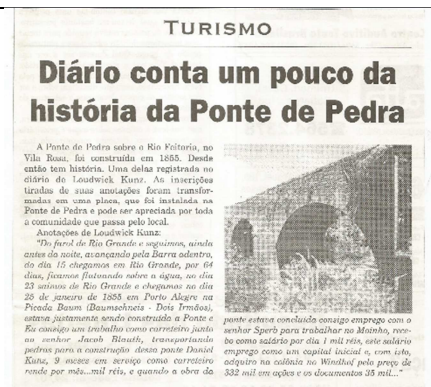 TURISMO
Diário conta um pouco da
história da Ponte de Pedra
A Ponte de Pedra sobre o Rio Feitoria, no
Vila Rosa, foi construída em 1855. Desde
então tem história. Uma delas registrada no
diário de Loudwick Kunz. As inscrições
tiradas de suas anotações foram transfor-
madas em uma placa, que foi instalada na
Ponte de Pedra e pode ser apreciada por toda
a comunidade que passa pelo local.
Anotações de Loudwick Kunz:
"Do farol de Rio Grande e seguimos, ainda
antes da noite, avançando pela Barra adentro,
do dia 15 chegamos em Rio Grande, por 64
dias, ficamos flutuando sobre a água, no dia
23 saímos de Rio Grande e chegamos no dia
25 de janeiro de 1855 em Porto Alegre na
Picada Baum (Baumschneis - Dois Irmãos),
estava justamente sendo construída a Ponte e
Eu consigo um trabalho como carreteiro junto
ao senhor Jacob Blauth, transportando
pedras para a construção desta ponte Daniel
Kunz, 9 meses em serviço como carreteiro
rende por mês...mil réis, e quando a obra da
ponte estava concluída consigo emprego com o
senhor Sperb para trabalhar no Moinho, rece-
bo como salário por dia 1 mil réis, este salário
emprego como um capital inicial e, com isto,
adquiro na colônia no Windhof pelo preço de
332 mil em ações e os documentos 35 mil..."